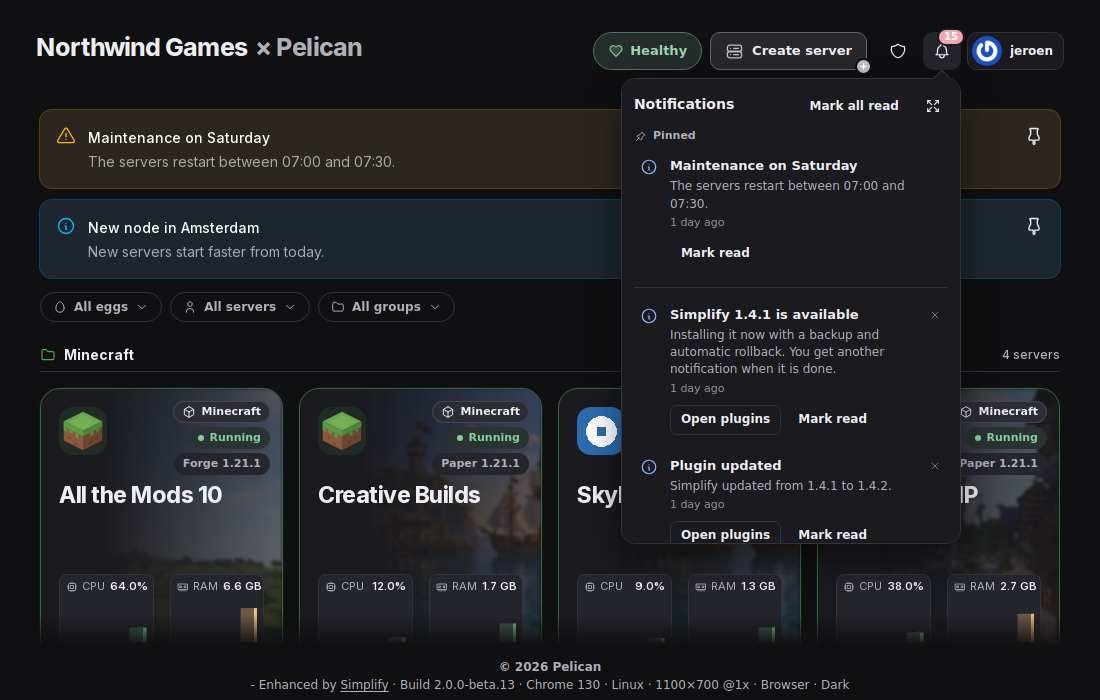 Northwind Games × Pelican
Healthy
Create server
15
jeroen
Notifications
Mark all read
Pinned
Maintenance on Saturday
The servers restart between 07:00 and
07:30.
1 day ago
Mark read
Simplify 1.4.1 is available
Installing it now with a backup and
automatic rollback. You get another
notification when it is done.
1 day ago
Open plugins
Mark read
Plugin updated
Simplify updated from 1.4.1 to 1.4.2.
1 day ago
Open plugins
Mark read
Maintenance on Saturday
The servers restart between 07:00 and 07:30.
New node in Amsterdam
New servers start faster from today.
All eggs
All servers
All groups
Minecraft
4 servers
Minecraft
Running
Forge 1.21.1
All the Mods 10
CPU 64.0%
RAM 6.6 GB
Minecraft
Running
Paper 1.21.1
Creative Builds
CPU 12.0%
RAM 1.7 GB
CPU 9.0%
RAM 1.3 GB
Minecraft
Running
Paper 1.21.1
CPU 38.0%
RAM 2.7 GB
© 2026 Pelican
- Enhanced by Simplify · Build 2.0.0-beta.13 · Chrome 130 · Linux · 1100×700 @1x · Browser · Dark